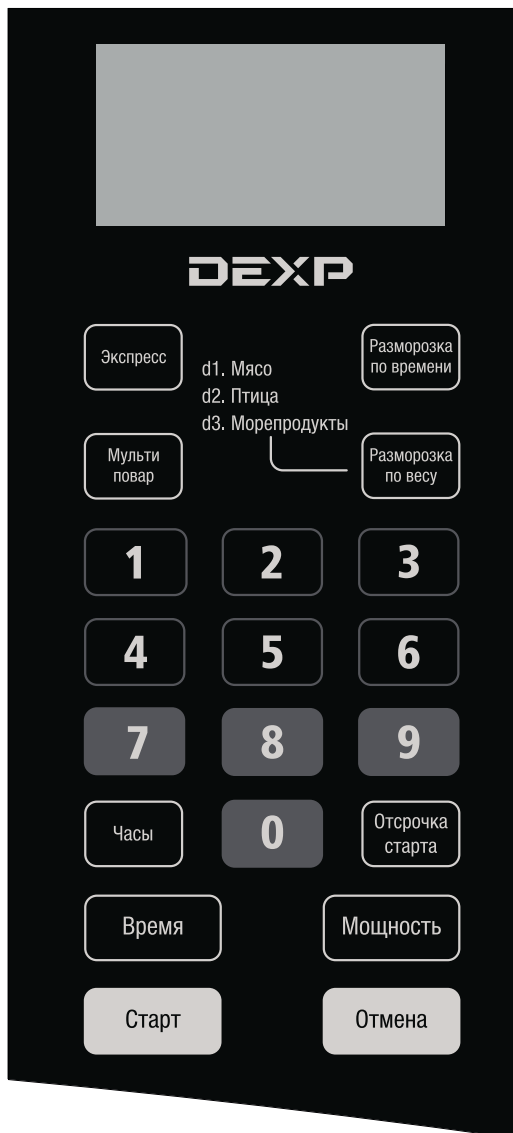 DEXP
Экспресс
d1. Мясо
d2. Птица
d3. Морепродукты
Разморозка
по времени
Мульти
повар
Разморозка
по весу
1 2 3
4 5 6
7 8 9
Часы
0
Отсрочка
старта
Время
Мощность
Старт
Отмена